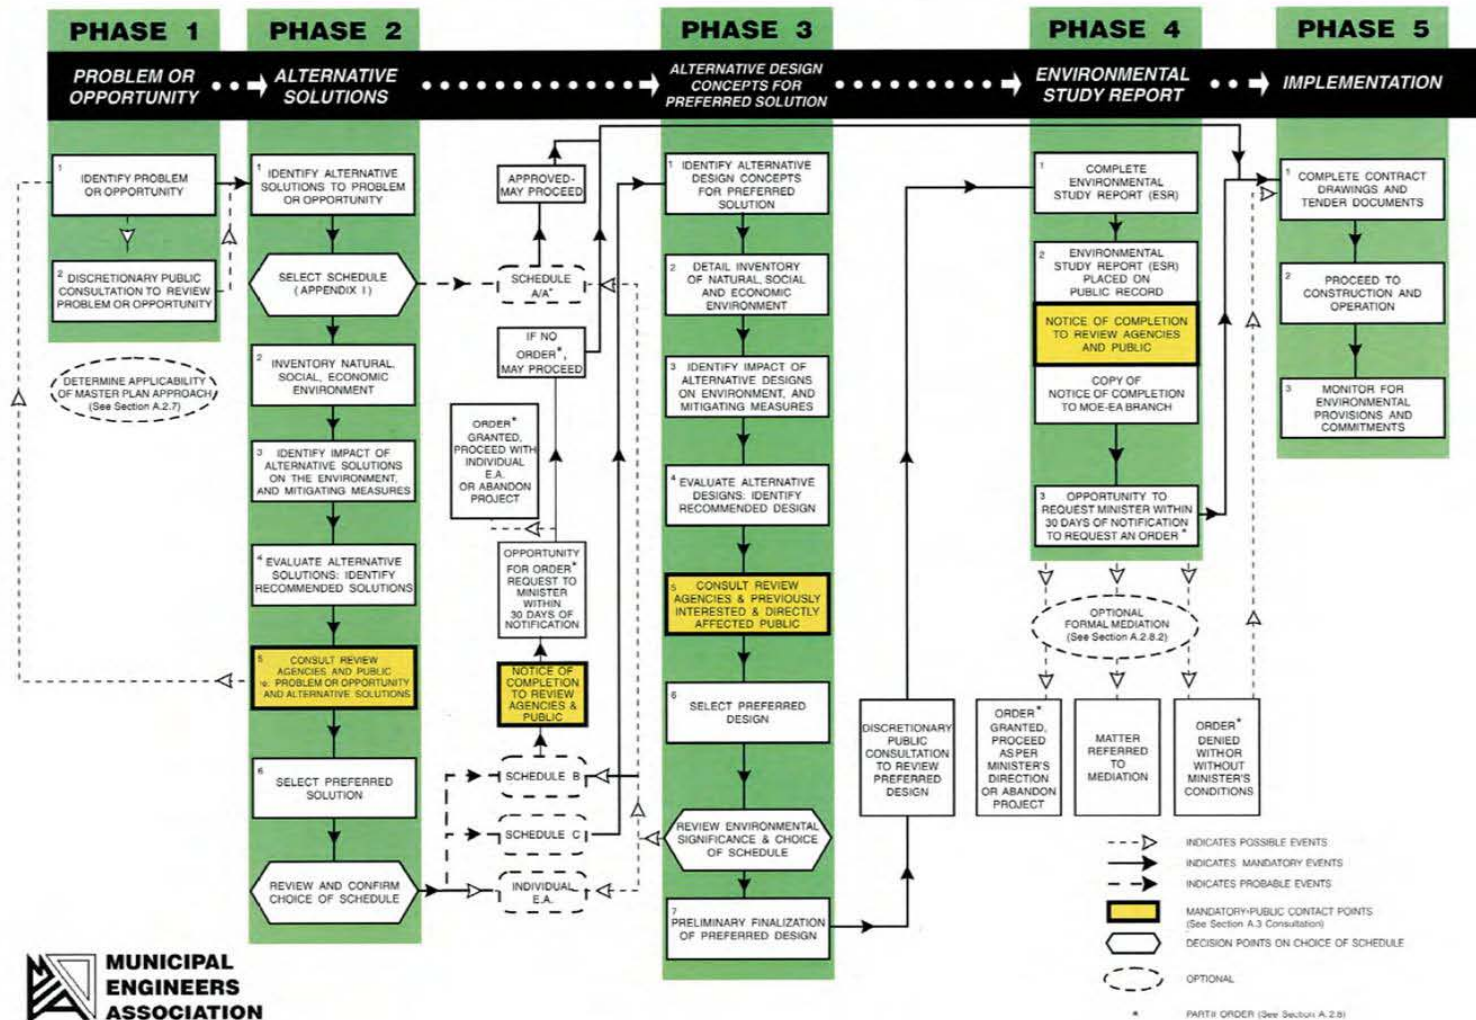 PHASE 1
PROBLEM OR
OPPORTUNITY
1
IDENTIFY PROBLEM
OR OPPORTUNITY
2
DISCRETIONARY PUBLIC
CONSULTATION TO REVIEW
PROBLEM OR OPPORTUNITY
DETERMINE APPLICABILITY
OF MASTER PLAN APPROACH
(See Section A.2.7)
PHASE 2
ALTERNATIVE
SOLUTIONS
1
IDENTIFY ALTERNATIVE
SOLUTIONS TO PROBLEM
OR OPPORTUNITY
SELECT SCHEDULE
(APPENDIX I)
2
INVENTORY NATURAL,
SOCIAL, ECONOMIC
ENVIRONMENT
3
IDENTIFY IMPACT OF
ALTERNATIVE SOLUTIONS
ON THE ENVIRONMENT,
AND MITIGATING MEASURES
4
EVALUATE ALTERNATIVE
SOLUTIONS: IDENTIFY
RECOMMENDED SOLUTIONS
5
CONSULT REVIEW
AGENCIES AND PUBLIC
PROBLEM OR OPPORTUNITY
AND ALTERNATIVE SOLUTIONS
6
SELECT PREFERRED
SOLUTION
REVIEW AND CONFIRM
CHOICE OF SCHEDULE
APPROVED-
MAY PROCEED
SCHEDULE
A/A+
IF NO
ORDER*,
MAY PROCEED
ORDER*
GRANTED,
PROCEED WITH
INDIVIDUAL
E.A.
OR ABANDON
PROJECT
OPPORTUNITY
FOR ORDER*
REQUEST TO
MINISTER
WITHIN
30 DAYS OF
NOTIFICATION
NOTICE OF
COMPLETION
TO REVIEW
AGENCIES &
PUBLIC
SCHEDULE B
SCHEDULE C
INDIVIDUAL
E.A.
PHASE 3
ALTERNATIVE DESIGN
CONCEPTS FOR
PREFERRED SOLUTION
1
IDENTIFY ALTERNATIVE
DESIGN CONCEPTS
FOR PREFERRED
SOLUTION
2
DETAIL INVENTORY
OF NATURAL, SOCIAL
AND ECONOMIC
ENVIRONMENT
3
IDENTIFY IMPACT OF
ALTERNATIVE DESIGNS
ON ENVIRONMENT, AND
MITIGATING MEASURES
4
EVALUATE ALTERNATIVE
DESIGNS: IDENTIFY
RECOMMENDED DESIGN
5
CONSULT REVIEW
AGENCIES & PREVIOUSLY
INTERESTED & DIRECTLY
AFFECTED PUBLIC
6
SELECT PREFERRED
DESIGN
REVIEW ENVIRONMENTAL
SIGNIFICANCE & CHOICE
OF SCHEDULE
7
PRELIMINARY FINALIZATION
OF PREFERRED DESIGN
DISCRETIONARY
PUBLIC
CONSULTATION
TO REVIEW
PREFERRED
DESIGN
PHASE 4
ENVIRONMENTAL
STUDY REPORT
1
COMPLETE
ENVIRONMENTAL
STUDY REPORT (ESR)
2
ENVIRONMENTAL
STUDY REPORT (ESR)
PLACED ON
PUBLIC RECORD
NOTICE OF COMPLETION
TO REVIEW AGENCIES
AND PUBLIC
COPY OF
NOTICE OF COMPLETION
TO MOE-EA BRANCH
3
OPPORTUNITY TO
REQUEST MINISTER WITHIN
30 DAYS OF NOTIFICATION
TO REQUEST AN ORDER*
OPTIONAL
FORMAL MEDIATION
(See Section A.2.8.2)
ORDER*
GRANTED,
PROCEED
AS PER
MINISTER'S
DIRECTION
OR ABANDON
PROJECT
MATTER
REFERRED
TO
MEDIATION
ORDER*
DENIED
WITH OR
WITHOUT
MINISTER'S
CONDITIONS
PHASE 5
IMPLEMENTATION
1
COMPLETE CONTRACT
DRAWINGS AND
TENDER DOCUMENTS
2
PROCEED TO
CONSTRUCTION AND
OPERATION
3
MONITOR FOR
ENVIRONMENTAL
PROVISIONS AND
COMMITMENTS
INDICATES POSSIBLE EVENTS
INDICATES MANDATORY EVENTS
INDICATES PROBABLE EVENTS
MANDATORY-PUBLIC CONTACT POINTS
(See Section A.3 Consultation)
DECISION POINTS ON CHOICE OF SCHEDULE
OPTIONAL
* PART II ORDER (See Section A.2.8)
MUNICIPAL
ENGINEERS
ASSOCIATION